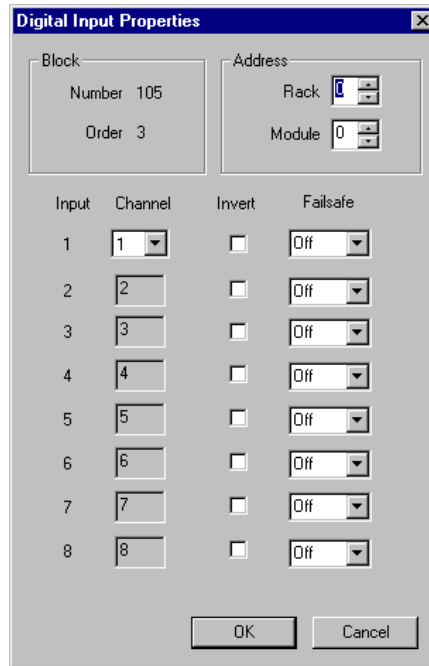 Digital Input Properties
Block
Number 105
Order 3
Address
Rack 0
Module 0
Input Channel Invert Failsafe
1 1 Off
2 2 Off
3 3 Off
4 4 Off
5 5 Off
6 6 Off
7 7 Off
8 8 Off
OK Cancel